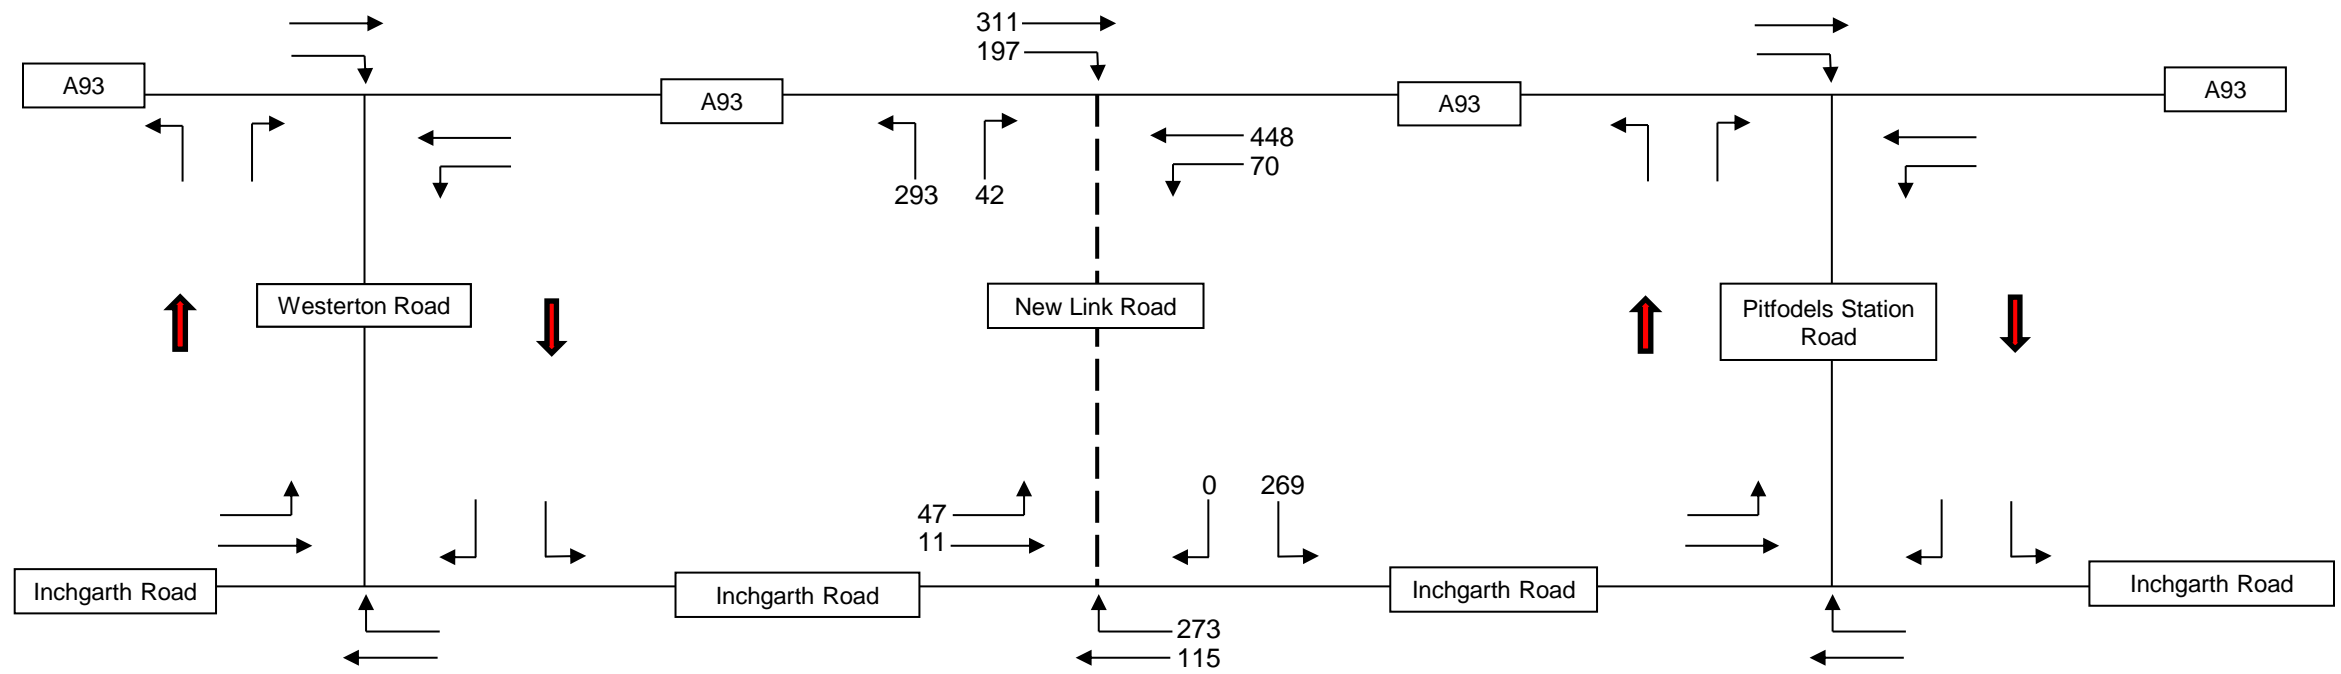 311
197
A93
A93
A93
A93
448
70
293
42
Westerton Road
New Link Road
Pitfodels Station
Road
0
269
47
11
Inchgarth Road
Inchgarth Road
Inchgarth Road
Inchgarth Road
273
115